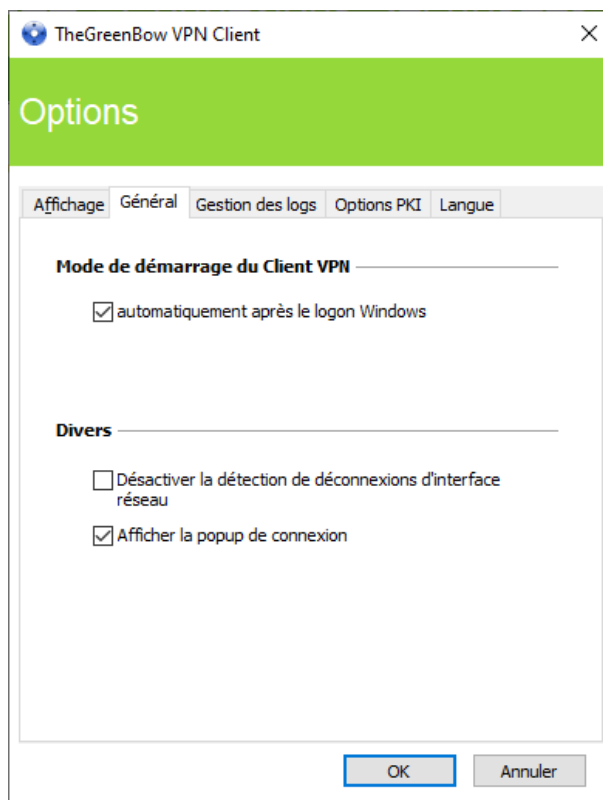 TheGreenBow VPN Client
Options
Affichage
Général
Gestion des logs
Options PKI
Langue
Mode de démarrage du Client VPN
automatiquement après le logon Windows
Divers
Désactiver la détection de déconnexions d'interface
réseau
Afficher la popup de connexion
OK
Annuler